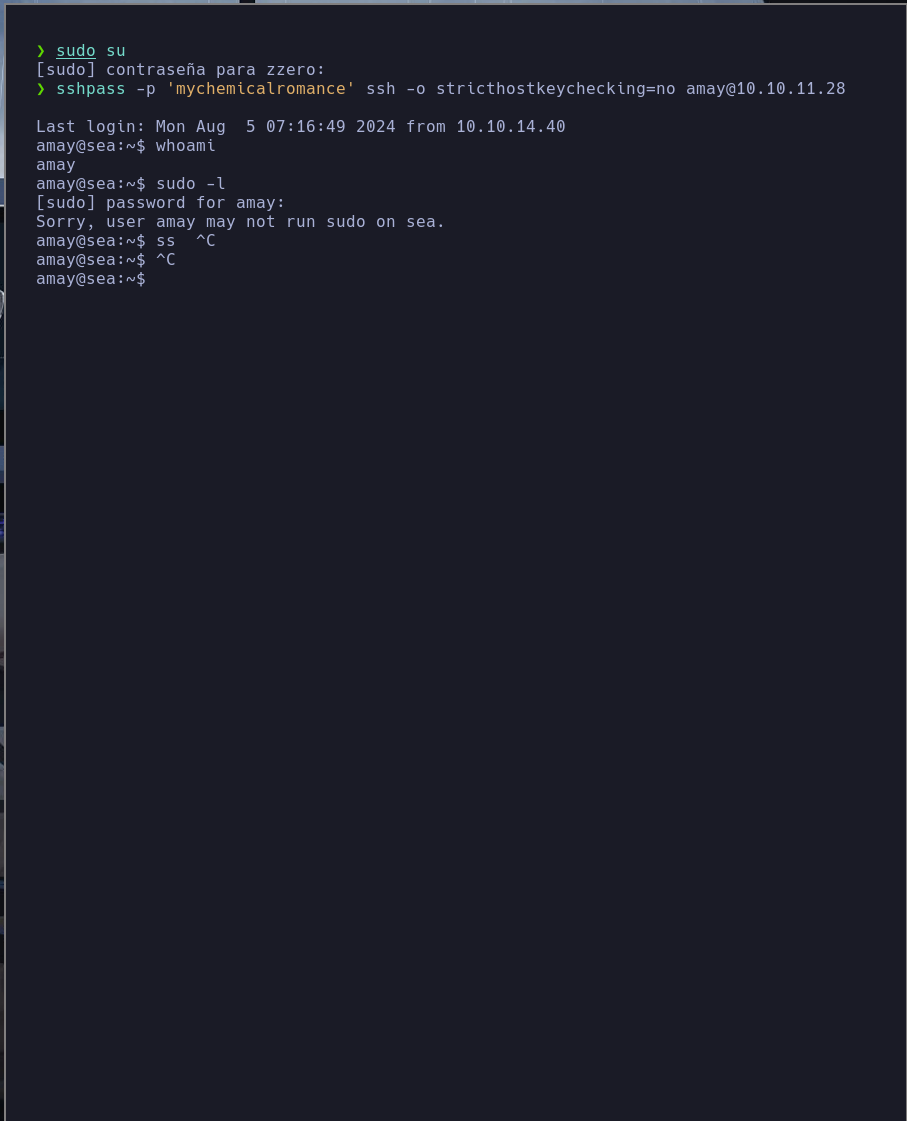 ❯ sudo su
[sudo] contraseña para zzero:
❯ sshpass -p 'mychemicalromance' ssh -o stricthostkeychecking=no amay@10.10.11.28
Last login: Mon Aug  5 07:16:49 2024 from 10.10.14.40
amay@sea:~$ whoami
amay
amay@sea:~$ sudo -l
[sudo] password for amay:
Sorry, user amay may not run sudo on sea.
amay@sea:~$ ss  ^C
amay@sea:~$ ^C
amay@sea:~$